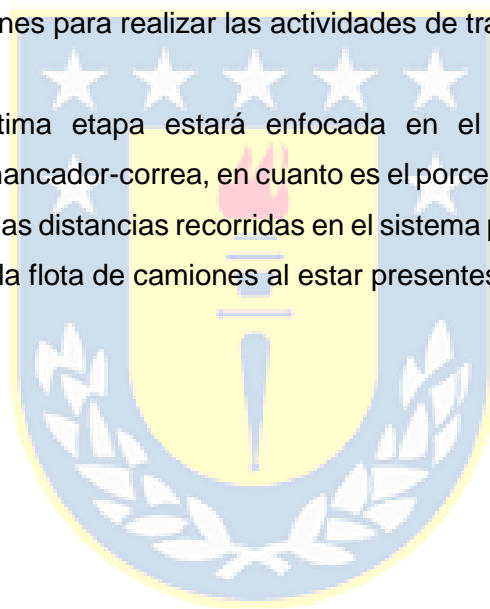 nes para realizar las actividades de tra
tima etapa estará enfocada en el
ancador-correa, en cuanto es el porce
as distancias recorridas en el sistema p
la flota de camiones al estar presentes